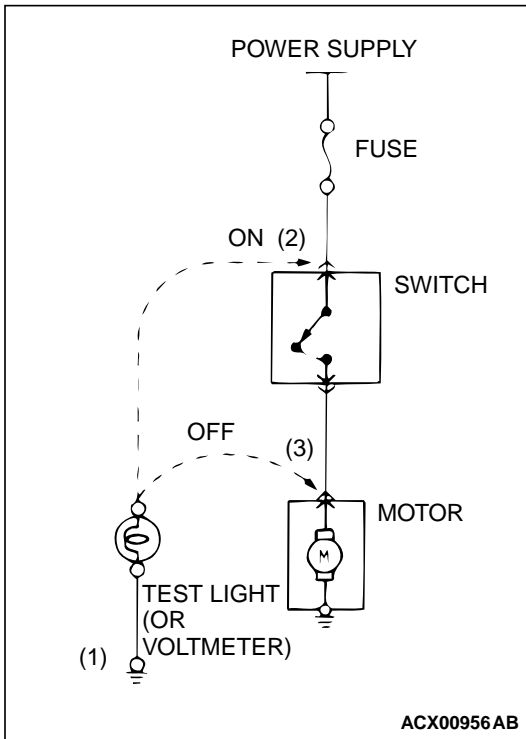 POWER SUPPLY
FUSE
ON (2)
SWITCH
OFF
(3)
MOTOR
M
TEST LIGHT
(OR
VOLTMETER)
(1)
ACX00956AB